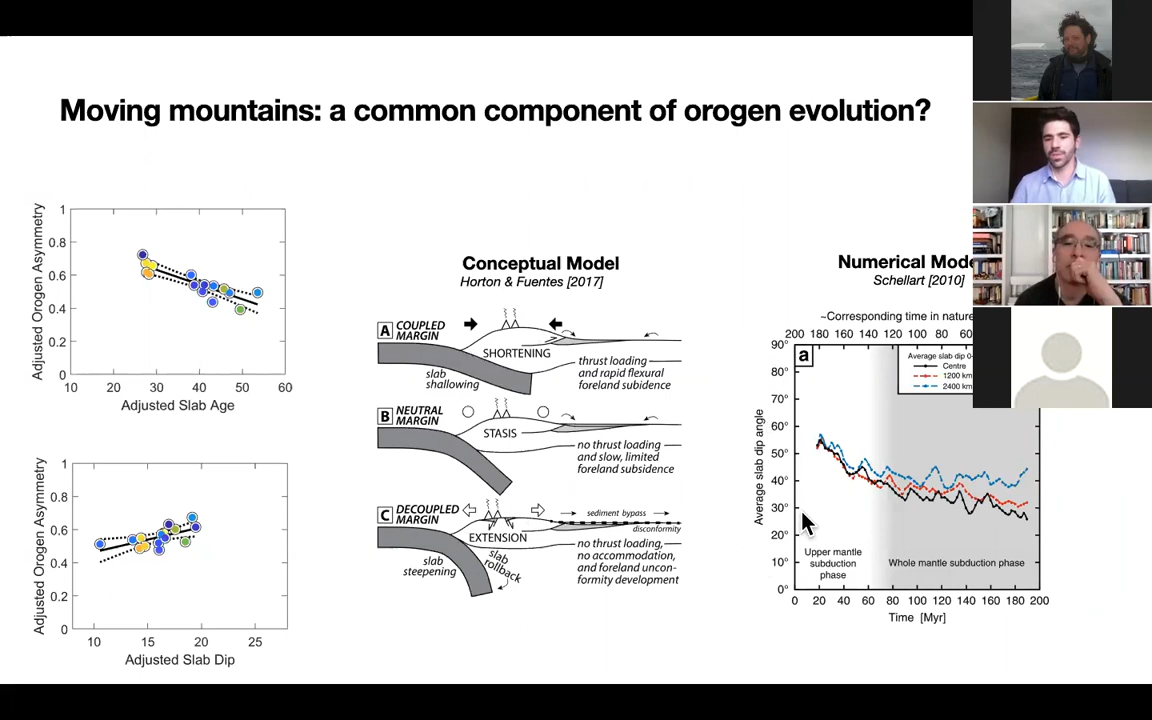 Moving mountains: a common component of orogen evolution?
1
0.8
0.6
0.4
0.2
0
Adjusted Orogen Asymmetry
10 20 30 40 50 60
Adjusted Slab Age
1
0.8
0.6
0.4
0.2
0
Adjusted Orogen Asymmetry
10 15 20 25
Adjusted Slab Dip
Conceptual Model
Horton & Fuentes [2017]
A COUPLED
MARGIN
SHORTENING
slab
shallowing
thrust loading
and rapid flexural
foreland subidence
B NEUTRAL
MARGIN
STASIS
no thrust loading
and slow, limited
foreland subsidence
C DECOUPLED
MARGIN
EXTENSION
sediment bypass
disconformity
slab
steepening
slab
rollback
no thrust loading,
no accommodation,
and foreland uncon-
formity development
Numerical Mode
Schellart [2010]
~Corresponding time in nature
200 180 160 140 120 100 80 60
a
Average slab dip 0-
Centre
1200 km
2400 km
90°
80°
70°
60°
50°
40°
30°
20°
10°
0°
Average slab dip angle
Upper mantle
subduction
phase
Whole mantle subduction phase
0 20 40 60 80 100 120 140 160 180 200
Time [Myr]